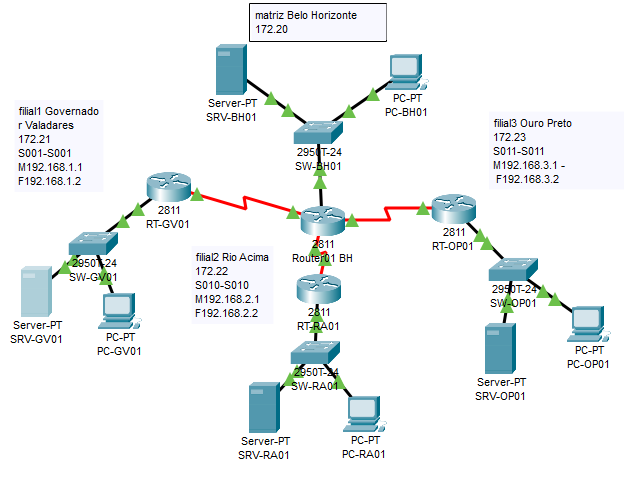 matriz Belo Horizonte
172.20
Server-PT
SRV-BH01
PC-PT
PC-BH01
2950T-24
SW-BH01
filial1 Governado
r Valadares
172.21
S001-S001
M192.168.1.1
F192.168.1.2
filial3 Ouro Preto
172.23
S011-S011
M192.168.3.1 -
F192.168.3.2
2811
RT-GV01
2811
Router01 BH
2811
RT-OP01
2950T-24
SW-GV01
Server-PT
SRV-GV01
PC-PT
PC-GV01
filial2 Rio Acima
172.22
S010-S010
M192.168.2.1
F192.168.2.2
2811
RT-RA01
2950T-24
SW-RA01
Server-PT
SRV-RA01
PC-PT
PC-RA01
2950T-24
SW-OP01
Server-PT
SRV-OP01
PC-PT
PC-OP01